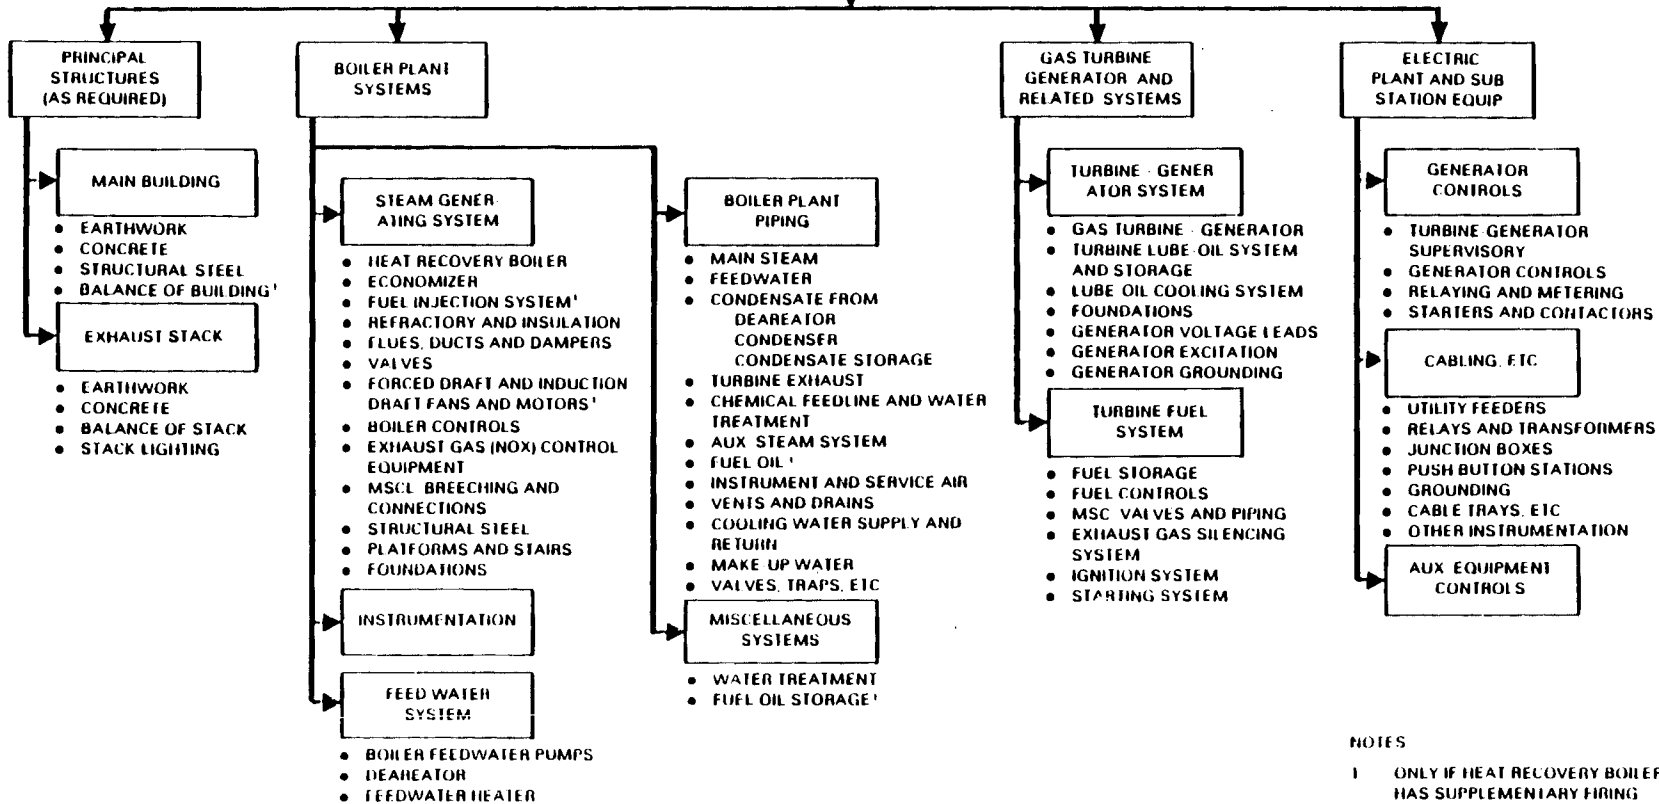 PRINCIPAL
STRUCTURES
(AS REQUIRED)
MAIN BUILDING
• EARTHWORK
• CONCRETE
• STRUCTURAL STEEL
• BALANCE OF BUILDING¹
EXHAUST STACK
• EARTHWORK
• CONCRETE
• BALANCE OF STACK
• STACK LIGHTING
BOILER PLANT
SYSTEMS
STEAM GENER
ATING SYSTEM
• HEAT RECOVERY BOILER
• ECONOMIZER
• FUEL INJECTION SYSTEM¹
• REFRACTORY AND INSULATION
• FLUES, DUCTS AND DAMPERS
• VALVES
• FORCED DRAFT AND INDUCTION
DRAFT FANS AND MOTORS¹
• BOILER CONTROLS
• EXHAUST GAS (NOX) CONTROL
EQUIPMENT
• MSCL BREECHING AND
CONNECTIONS
• STRUCTURAL STEEL
• PLATFORMS AND STAIRS
• FOUNDATIONS
INSTRUMENTATION
FEED WATER
SYSTEM
• BOILER FEEDWATER PUMPS
• DEAREATOR
• FEEDWATER HEATER
BOILER PLANT
PIPING
• MAIN STEAM
• FEEDWATER
• CONDENSATE FROM
DEAREATOR
CONDENSER
CONDENSATE STORAGE
• TURBINE EXHAUST
• CHEMICAL FEEDLINE AND WATER
TREATMENT
• AUX STEAM SYSTEM
• FUEL OIL¹
• INSTRUMENT AND SERVICE AIR
• VENTS AND DRAINS
• COOLING WATER SUPPLY AND
RETURN
• MAKE-UP WATER
• VALVES, TRAPS, ETC
MISCELLANEOUS
SYSTEMS
• WATER TREATMENT
• FUEL OIL STORAGE¹
GAS TURBINE
GENERATOR AND
RELATED SYSTEMS
TURBINE - GENER
ATOR SYSTEM
• GAS TURBINE - GENERATOR
• TURBINE LUBE OIL SYSTEM
AND STORAGE
• LUBE OIL COOLING SYSTEM
• FOUNDATIONS
• GENERATOR VOLTAGE LEADS
• GENERATOR EXCITATION
• GENERATOR GROUNDING
TURBINE FUEL
SYSTEM
• FUEL STORAGE
• FUEL CONTROLS
• MSC VALVES AND PIPING
• EXHAUST GAS SILENCING
SYSTEM
• IGNITION SYSTEM
• STARTING SYSTEM
ELECTRIC
PLANT AND SUB
STATION EQUIP
GENERATOR
CONTROLS
• TURBINE-GENERATOR
SUPERVISORY
• GENERATOR CONTROLS
• RELAYING AND METERING
• STARTERS AND CONTACTORS
CABLING, ETC
• UTILITY FEEDERS
• RELAYS AND TRANSFORMERS
• JUNCTION BOXES
• PUSH BUTTON STATIONS
• GROUNDING
• CABLE TRAYS, ETC
• OTHER INSTRUMENTATION
AUX EQUIPMENT
CONTROLS
NOTES
1 ONLY IF HEAT RECOVERY BOILER
HAS SUPPLEMENTARY FIRING